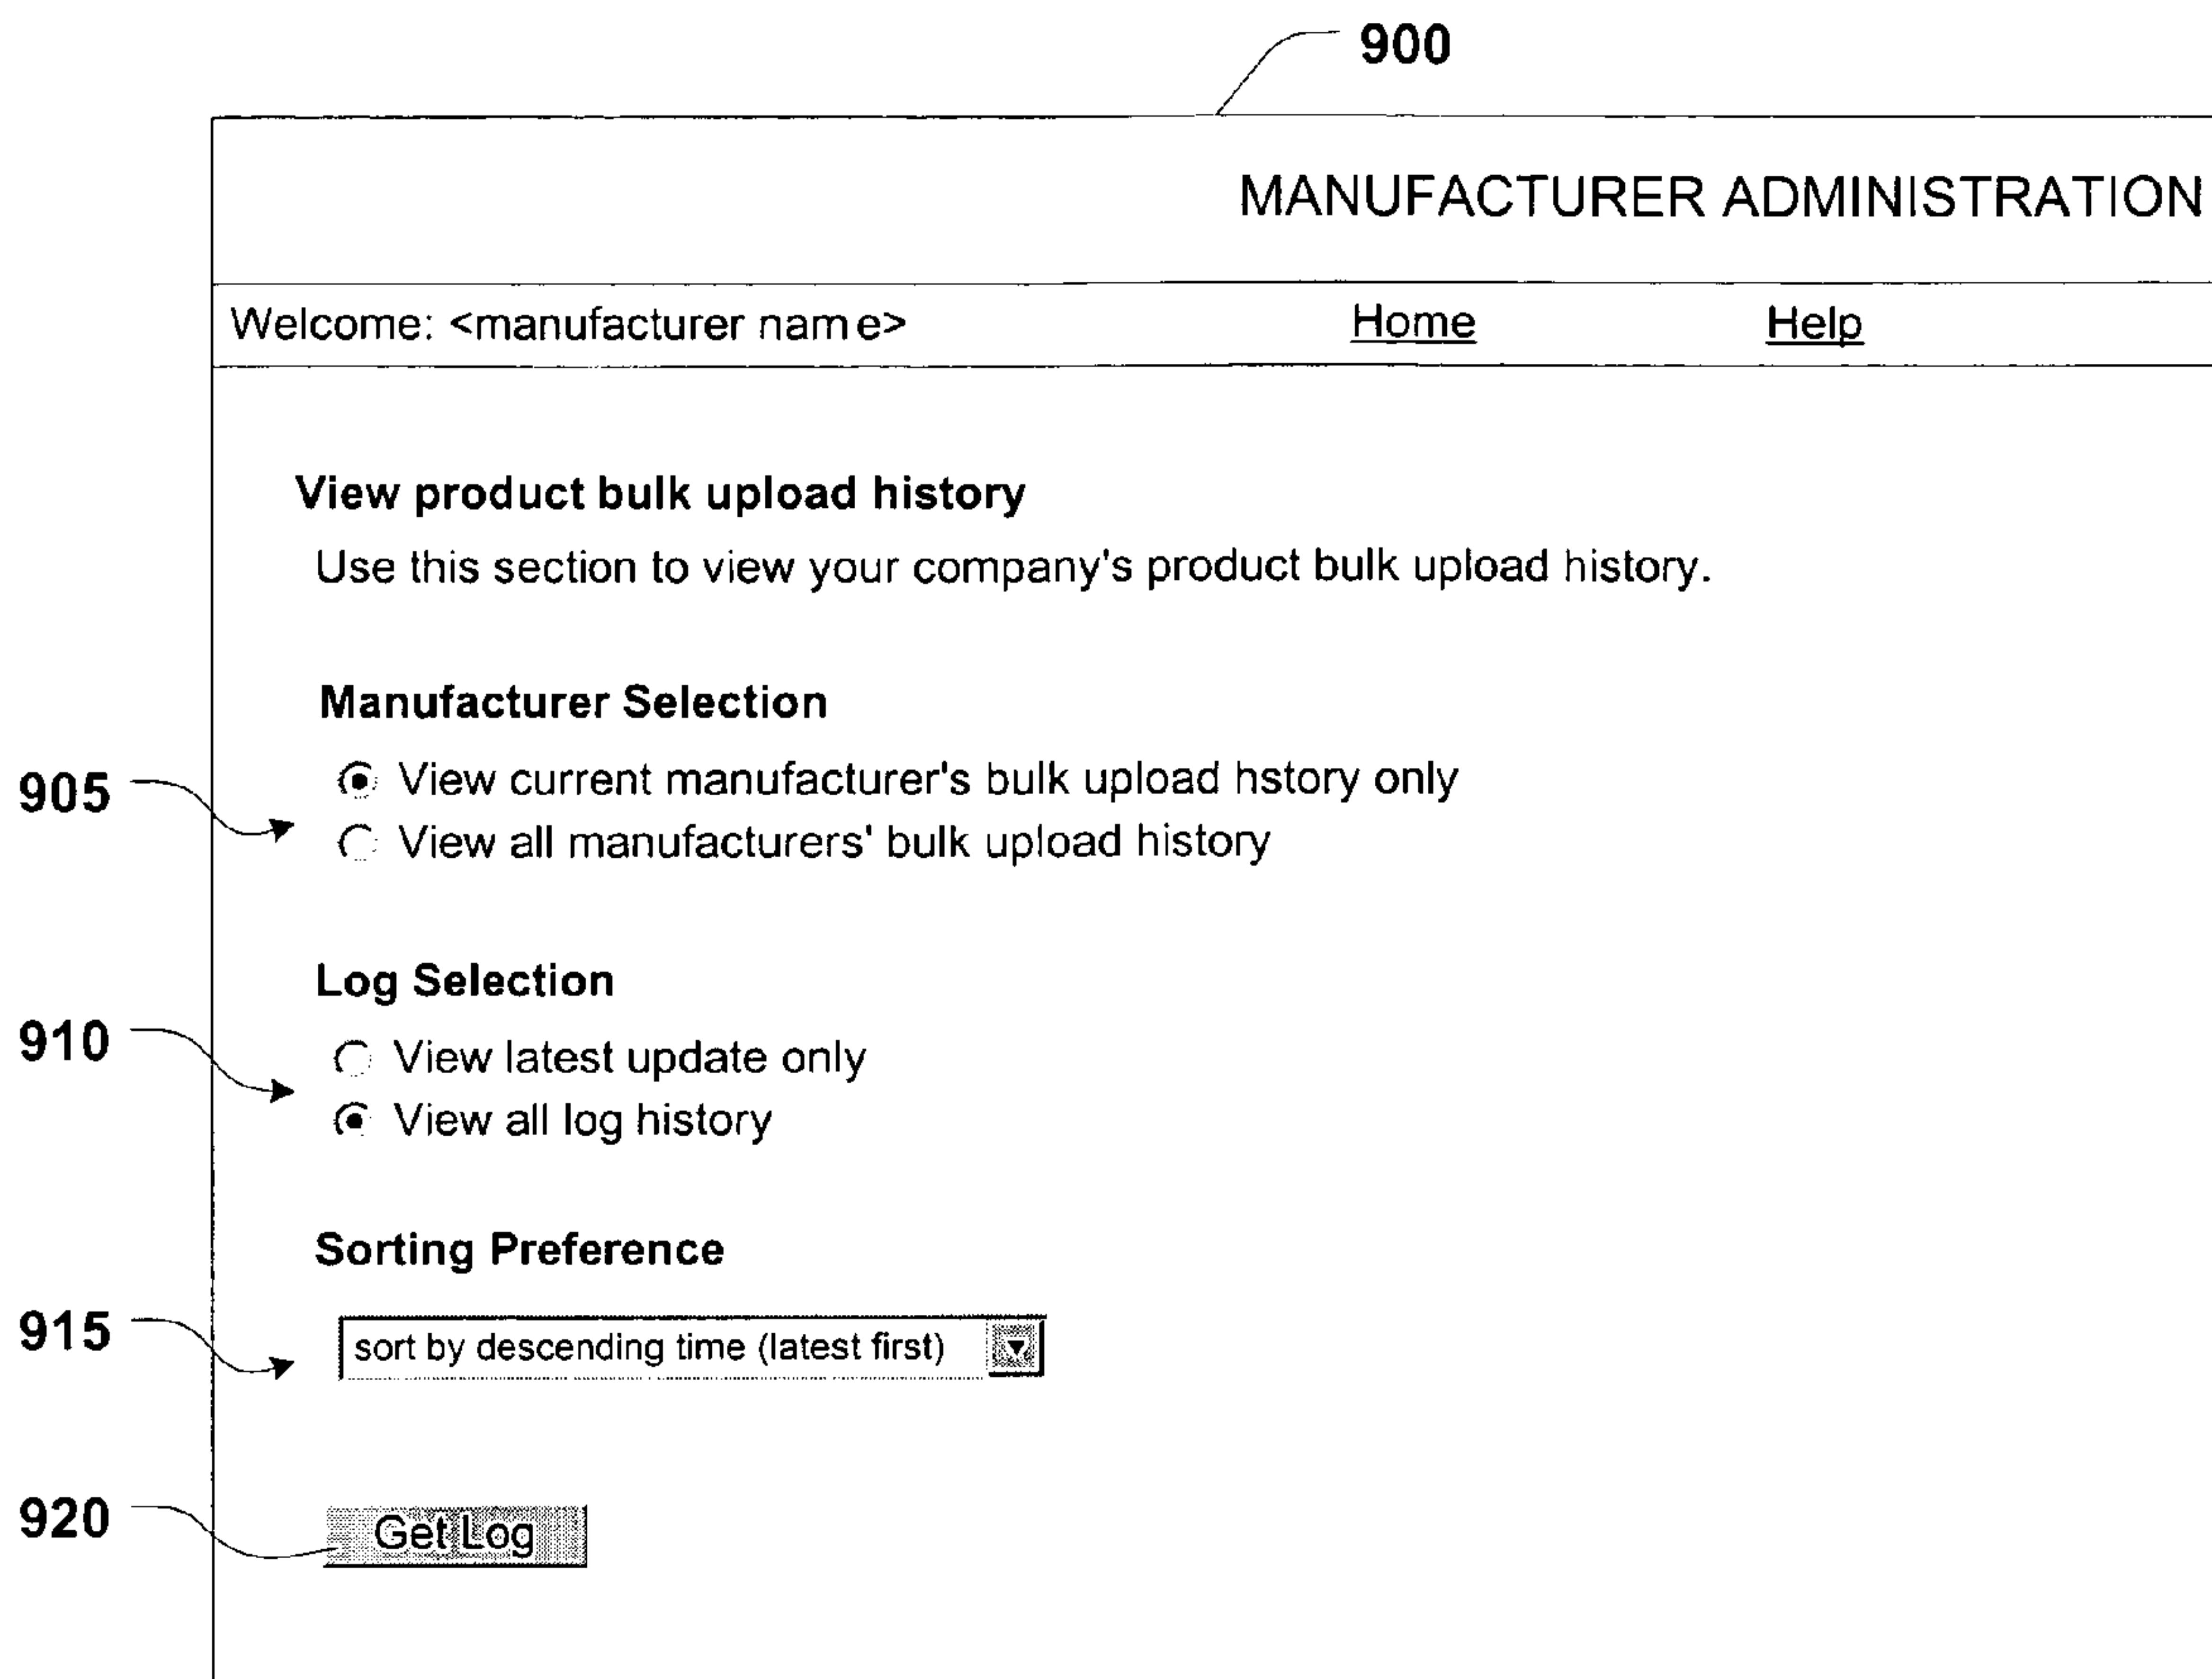 900
MANUFACTURER ADMINISTRATION
Welcome: <manufacturer name> Home Help
View product bulk upload history
Use this section to view your company's product bulk upload history.
Manufacturer Selection
905 View current manufacturer's bulk upload hstory only
View all manufacturers' bulk upload history
Log Selection
910 View latest update only
View all log history
Sorting Preference
915 sort by descending time (latest first)
920 Get Log